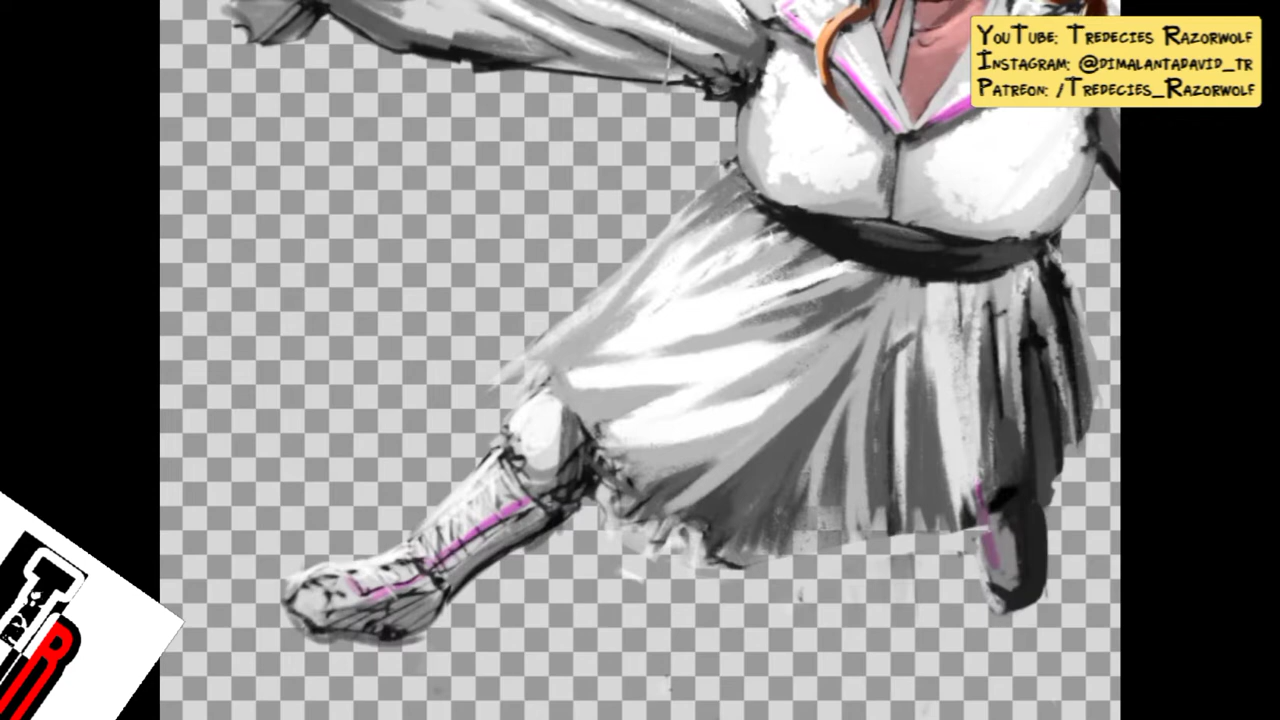 YouTube: Tredecies Razorwolf
Instagram: @dimalantadavid_tr
Patreon: /Tredecies_Razorwolf